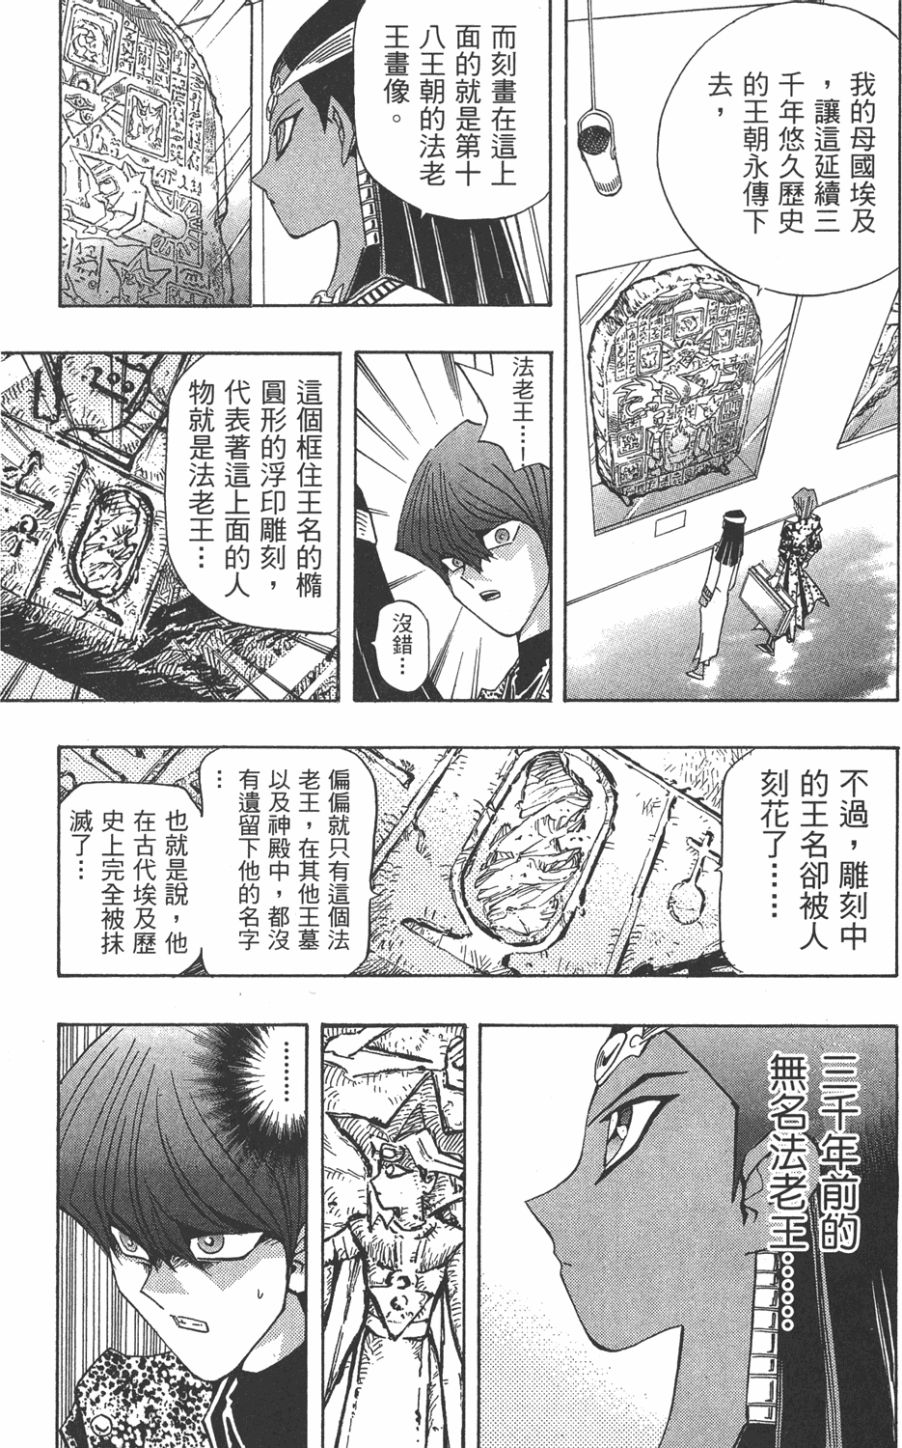 我的母國埃及
，讓這延續三
千年悠久歷史
的王朝永傳下
去，
而刻畫在這上
面的就是第十
八王朝的法老
王畫像。
法老王…！
沒錯…
這個框住王名的橢
圓形的浮印雕刻，
代表著這上面的人
物就是法老王…
不過，雕刻中
的王名卻被人
刻花了……
偏偏就只有這個法
老王，在其他王墓
以及神殿中，都沒
有遺留下他的名字
…
也就是說，他
在古代埃及歷
史上完全被抹
滅了…
三千年前的
無名法老王……
………